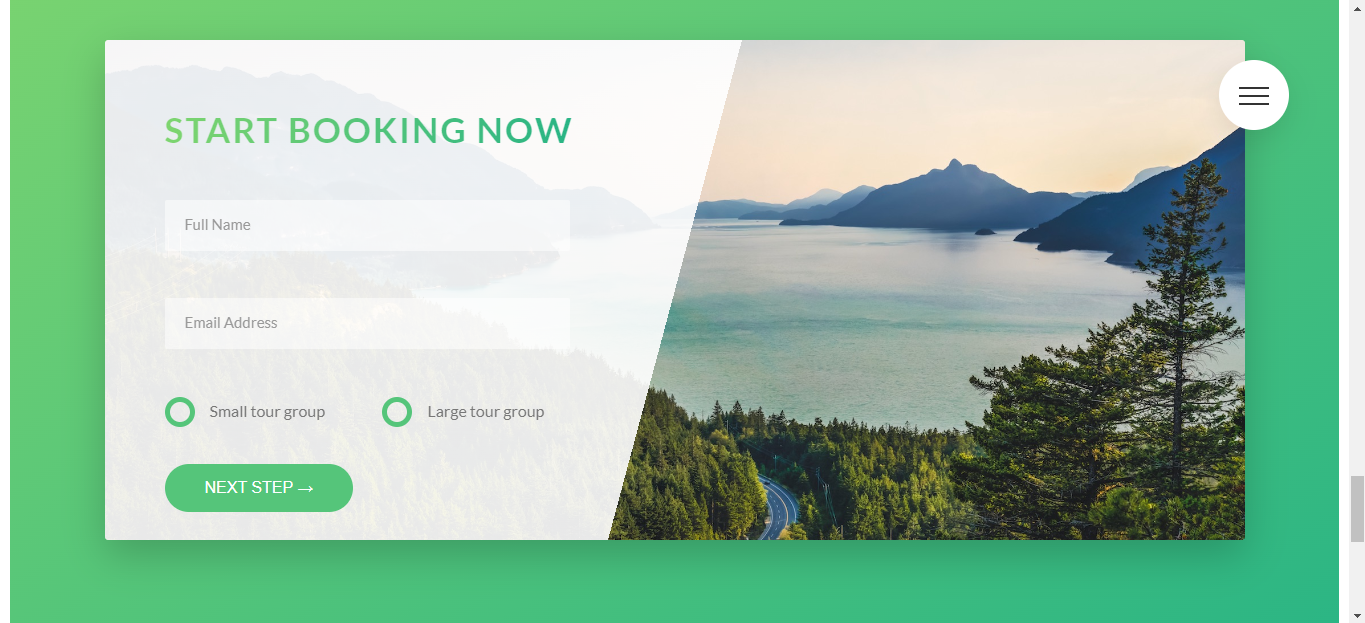 START BOOKING NOW
Full Name
Email Address
Small tour group
Large tour group
NEXT STEP →